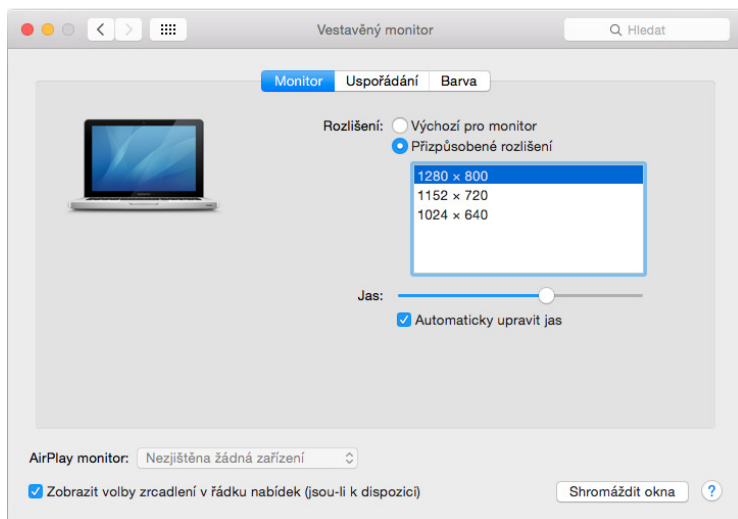 Vestavěný monitor
Hledat
Monitor Uspořádání Barva
Rozlišení: Výchozí pro monitor
Přizpůsobené rozlišení
1280 × 800
1152 × 720
1024 × 640
Jas:
Automaticky upravit jas
AirPlay monitor: Nezjištěna žádná zařízení
Zobrazit volby zrcadlení v řádku nabídek (jsou-li k dispozici)
Shromáždit okna ?